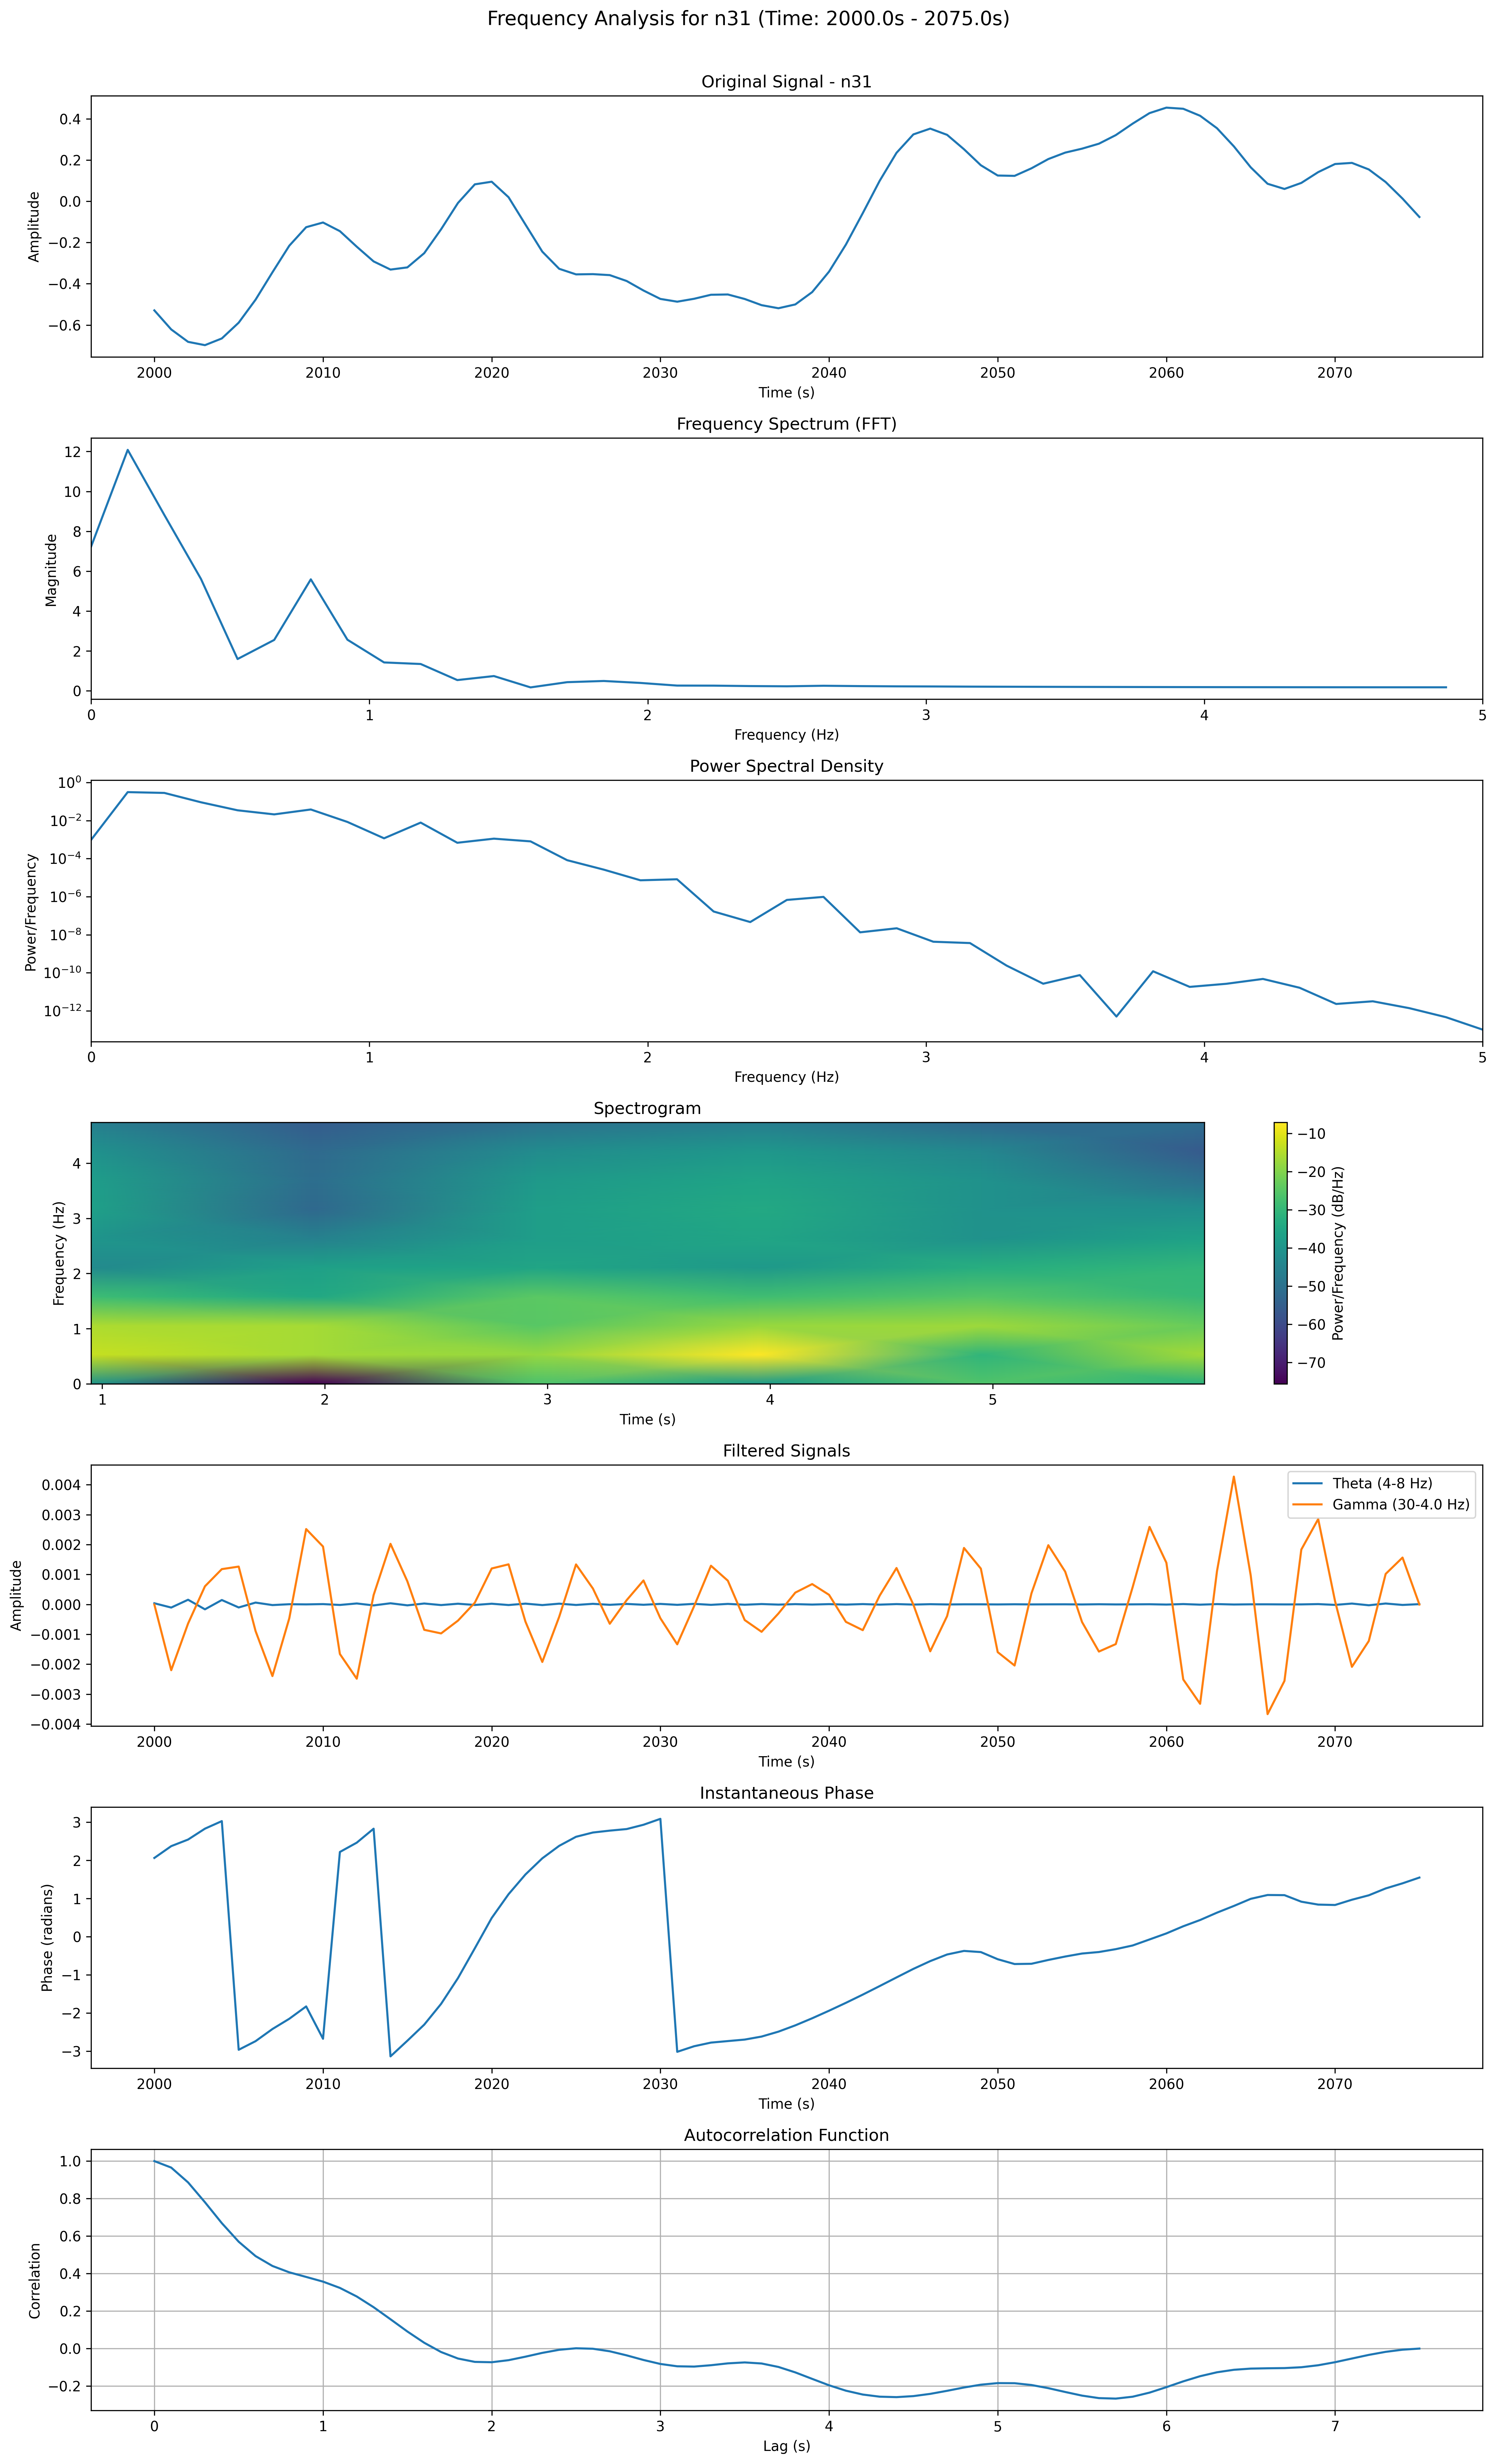 Frequency Analysis for n31 (Time: 2000.0s - 2075.0s)
Original Signal - n31
Amplitude
0.4
0.2
0.0
−0.2
−0.4
−0.6
2000 2010 2020 2030 2040 2050 2060 2070
Time (s)
Frequency Spectrum (FFT)
Magnitude
12
10
8
6
4
2
0
0 1 2 3 4 5
Frequency (Hz)
Power Spectral Density
Power/Frequency
10⁰
10⁻²
10⁻⁴
10⁻⁶
10⁻⁸
10⁻¹⁰
10⁻¹²
0 1 2 3 4 5
Frequency (Hz)
Spectrogram
Frequency (Hz)
4
3
2
1
0
1 2 3 4 5
Time (s)
−10
−20
−30
−40
−50
−60
−70
Power/Frequency (dB/Hz)
Filtered Signals
Amplitude
0.004
0.003
0.002
0.001
0.000
−0.001
−0.002
−0.003
−0.004
Theta (4-8 Hz)
Gamma (30-4.0 Hz)
2000 2010 2020 2030 2040 2050 2060 2070
Time (s)
Instantaneous Phase
Phase (radians)
3
2
1
0
−1
−2
−3
2000 2010 2020 2030 2040 2050 2060 2070
Time (s)
Autocorrelation Function
Correlation
1.0
0.8
0.6
0.4
0.2
0.0
−0.2
0 1 2 3 4 5 6 7
Lag (s)